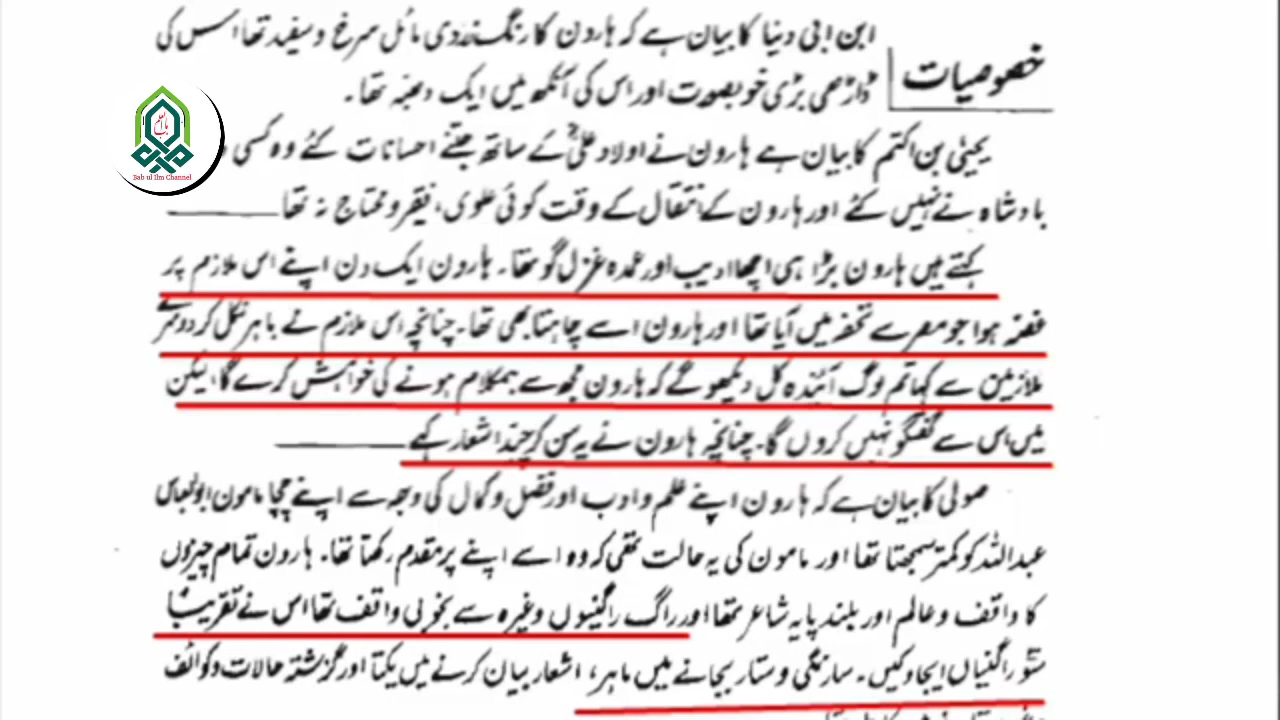 خصوصیات
ابن ابی دنیا کا بیان ہے کہ ہارون کا رنگ زردی مائل سرخ و سفید تھا اس کی
ڈاڑھی بڑی خوبصورت اور اس کی آنکھ میں ایک دھبّہ تھا۔
یحییٰ بن اکتم کا بیان ہے ہارون نے اولاد علیؓ کے ساتھ جتنے احسانات کئے وہ کسی
بادشاہ نے نہیں کئے اور ہارون کے انتقال کے وقت کوئی علوی، فقیر و محتاج نہ تھا
کہتے ہیں ہارون بڑا ہی اچھا ادیب اور عمدہ غزل گو تھا۔ ہارون ایک دن اپنے اس ملازم پر
غصّہ ہوا جو مصر سے تحفہ میں آیا تھا اور ہارون اسے چاہتا بھی تھا۔ چنانچہ اس ملازم نے باہر نکل کر دوسرے
ملازمین سے کہا تم لوگ آئندہ کل دیکھو گے کہ ہارون مجھ سے ہمکلام ہونے کی خواہش کرے گا، لیکن
میں اس سے گفتگو نہیں کروں گا۔ چنانچہ ہارون نے یہ سن کر چند اشعار کہے
صولی کا بیان ہے کہ ہارون اپنے علم و ادب اور فضل و کمال کی وجہ سے اپنے چچا مامون ابوالعباس
عبداللہ کو کمتر سمجھتا تھا اور مامون کی یہ حالت تھی کہ وہ اسے اپنے پر مقدم رکھتا تھا۔ ہارون تمام چیزوں
کا واقف و عالم اور بلند پایہ شاعر تھا اور راگ راگنیوں وغیرہ سے بخوبی واقف تھا اس نے تقریباً
سَو راگنیاں ایجاد کیں۔ سارنگی و ستار بجانے میں ماہر، اشعار بیان کرنے میں یکتا اور گزشتہ حالات و کوائف
Bab ul Ilm Channel